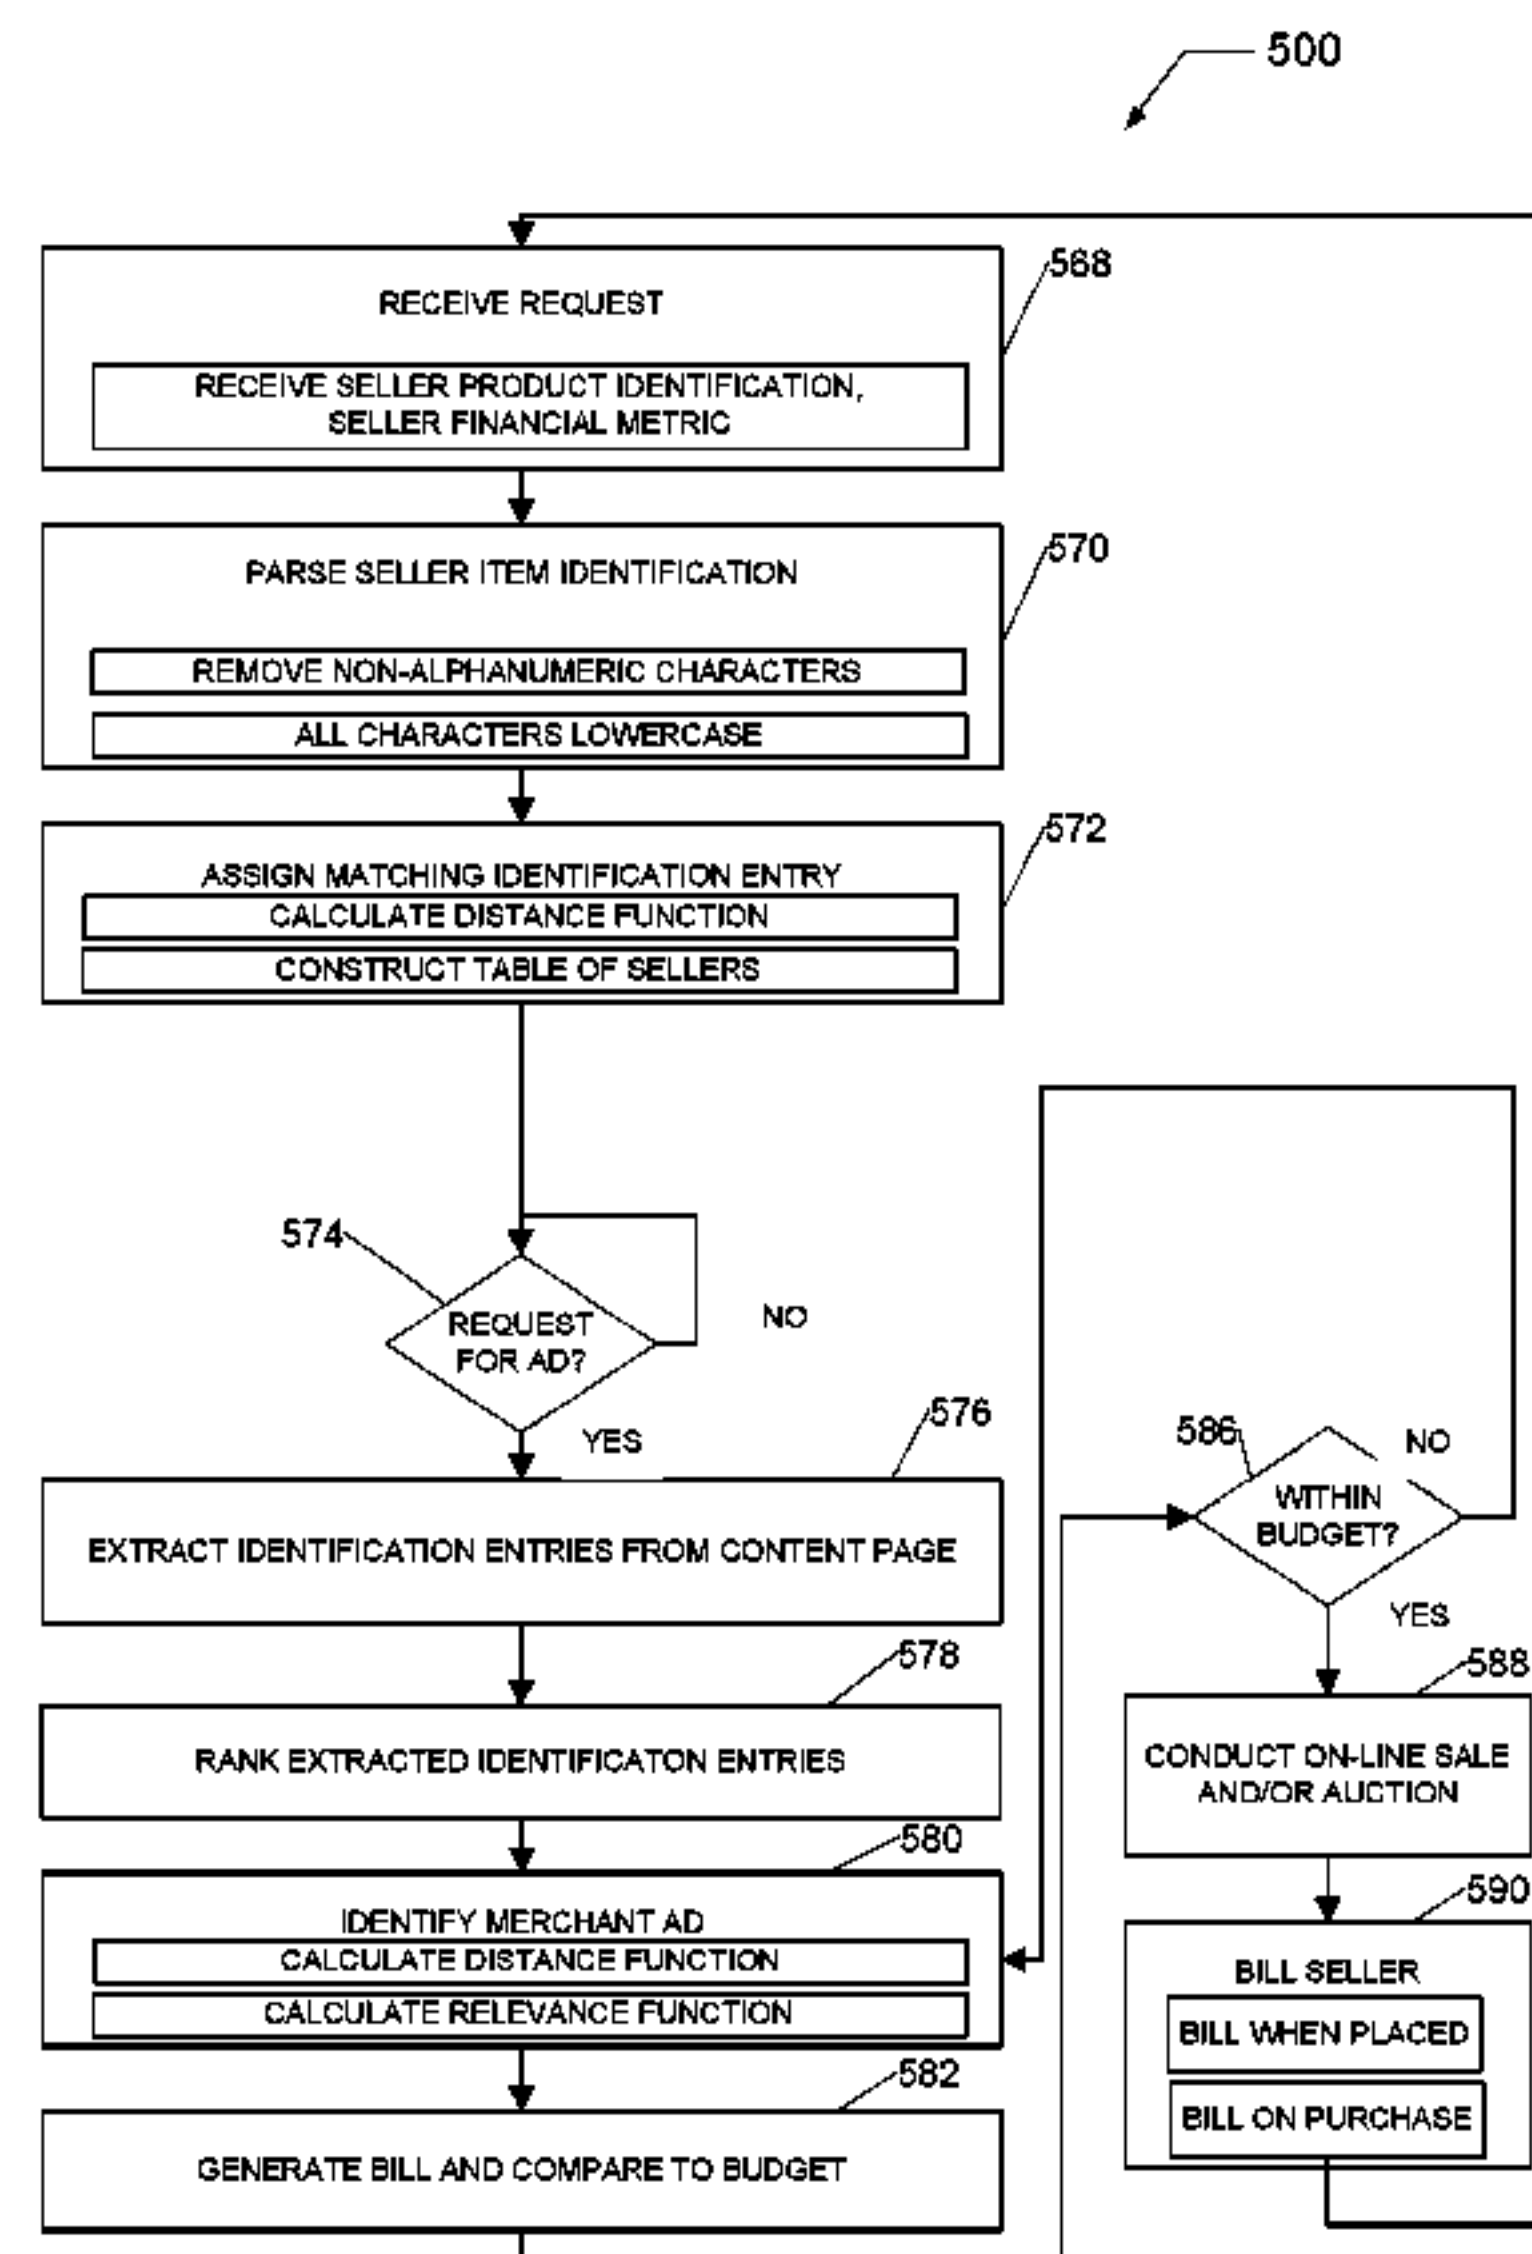 500
568
RECEIVE REQUEST
RECEIVE SELLER PRODUCT IDENTIFICATION,
SELLER FINANCIAL METRIC
570
PARSE SELLER ITEM IDENTIFICATION
REMOVE NON-ALPHANUMERIC CHARACTERS
ALL CHARACTERS LOWERCASE
572
ASSIGN MATCHING IDENTIFICATION ENTRY
CALCULATE DISTANCE FUNCTION
CONSTRUCT TABLE OF SELLERS
574
REQUEST
FOR AD?
NO
YES
576
EXTRACT IDENTIFICATION ENTRIES FROM CONTENT PAGE
578
RANK EXTRACTED IDENTIFICATON ENTRIES
580
IDENTIFY MERCHANT AD
CALCULATE DISTANCE FUNCTION
CALCULATE RELEVANCE FUNCTION
582
GENERATE BILL AND COMPARE TO BUDGET
586
NO
WITHIN
BUDGET?
YES
588
CONDUCT ON-LINE SALE
AND/OR AUCTION
590
BILL SELLER
BILL WHEN PLACED
BILL ON PURCHASE